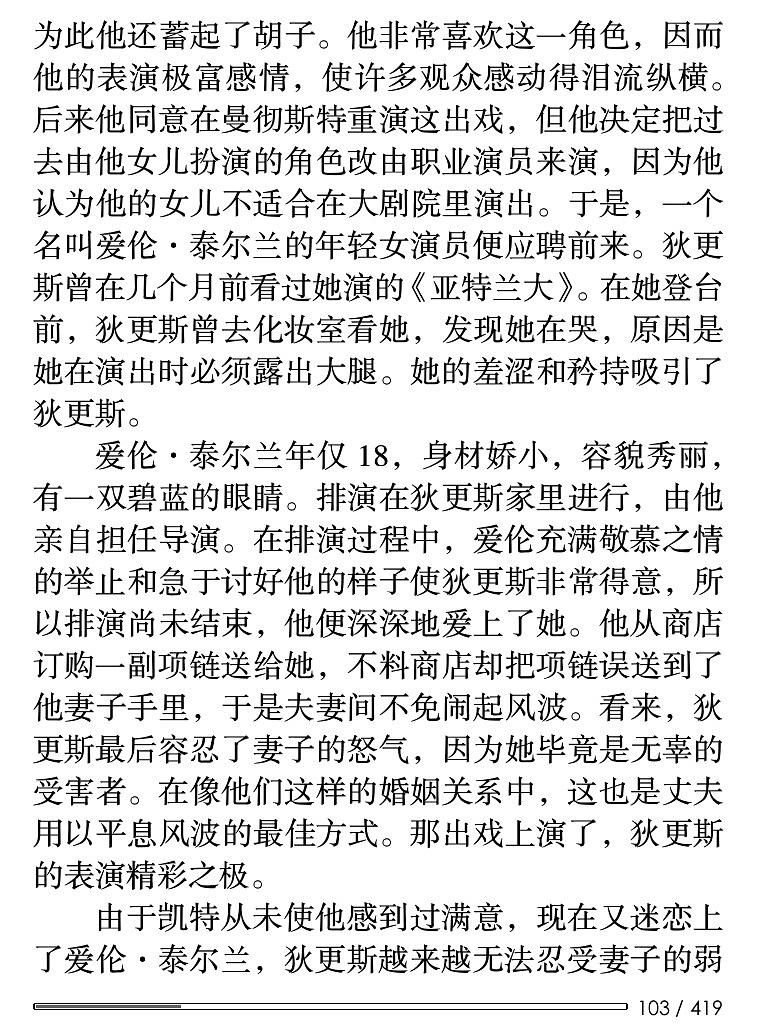 为此他还蓄起了胡子。他非常喜欢这一角色，因而
他的表演极富感情，使许多观众感动得泪流纵横。
后来他同意在曼彻斯特重演这出戏，但他决定把过
去由他女儿扮演的角色改由职业演员来演，因为他
认为他的女儿不适合在大剧院里演出。于是，一个
名叫爱伦·泰尔兰的年轻女演员便应聘前来。狄更
斯曾在几个月前看过她演的《亚特兰大》。在她登台
前，狄更斯曾去化妆室看她，发现她在哭，原因是
她在演出时必须露出大腿。她的羞涩和矜持吸引了
狄更斯。
爱伦·泰尔兰年仅 18，身材娇小，容貌秀丽，
有一双碧蓝的眼睛。排演在狄更斯家里进行，由他
亲自担任导演。在排演过程中，爱伦充满敬慕之情
的举止和急于讨好他的样子使狄更斯非常得意，所
以排演尚未结束，他便深深地爱上了她。他从商店
订购一副项链送给她，不料商店却把项链误送到了
他妻子手里，于是夫妻间不免闹起风波。看来，狄
更斯最后容忍了妻子的怒气，因为她毕竟是无辜的
受害者。在像他们这样的婚姻关系中，这也是丈夫
用以平息风波的最佳方式。那出戏上演了，狄更斯
的表演精彩之极。
由于凯特从未使他感到过满意，现在又迷恋上
了爱伦·泰尔兰，狄更斯越来越无法忍受妻子的弱
103 / 419